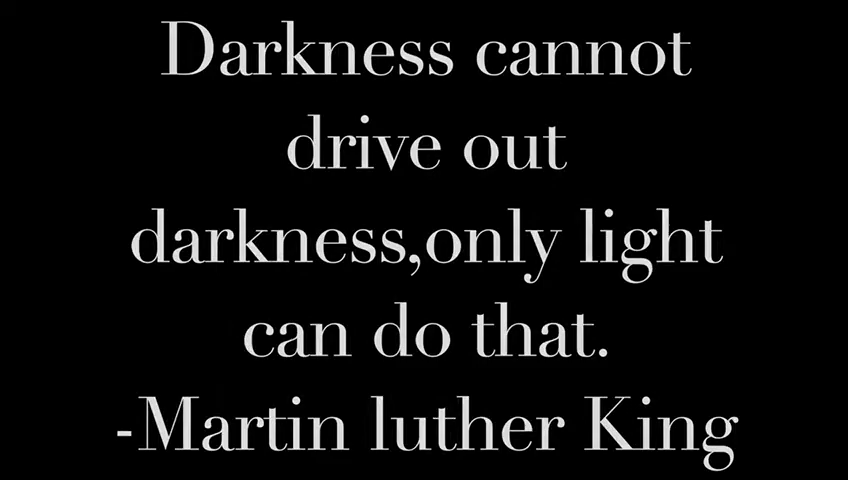 Darkness cannot
drive out
darkness,only light
can do that.
-Martin luther King